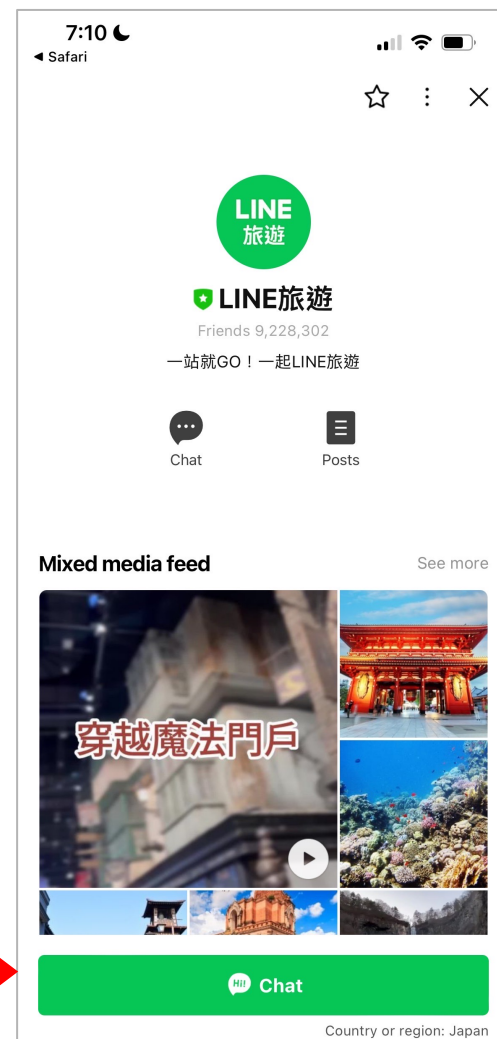 7:10
◀ Safari
LINE
旅遊
LINE旅遊
Friends 9,228,302
一站就GO！一起LINE旅遊
Chat
Posts
Mixed media feed
See more
穿越魔法門戶
Hi! Chat
Country or region: Japan